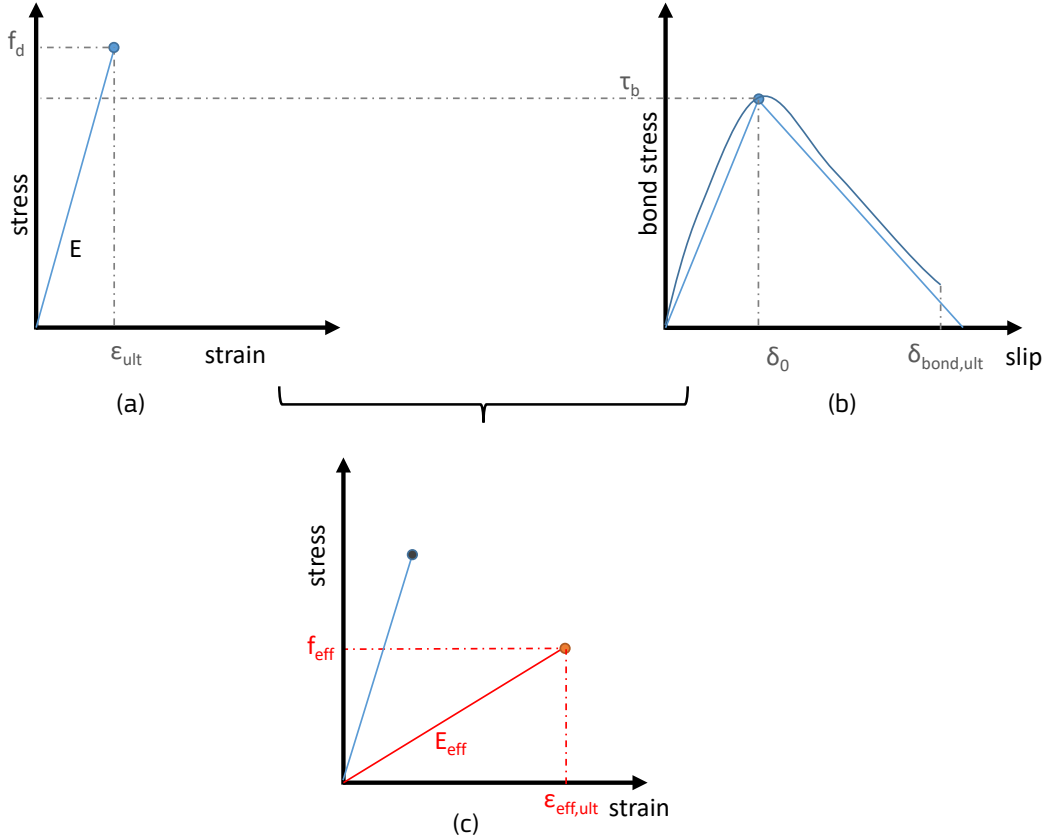 f_d
stress
E
ε_ult
strain
(a)
τ_b
bond stress
δ_0
δ_bond,ult
slip
(b)
stress
f_eff
E_eff
ε_eff,ult
strain
(c)